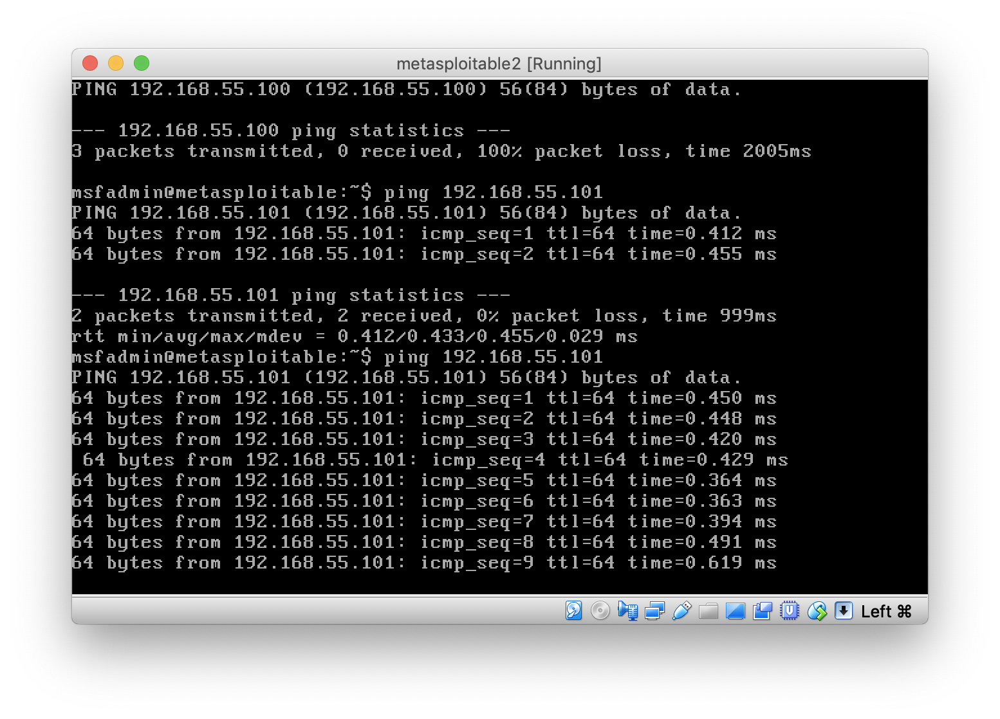 metasploitable2 [Running]
PING 192.168.55.100 (192.168.55.100) 56(84) bytes of data.
--- 192.168.55.100 ping statistics ---
3 packets transmitted, 0 received, 100% packet loss, time 2005ms
msfadmin@metasploitable:~$ ping 192.168.55.101
PING 192.168.55.101 (192.168.55.101) 56(84) bytes of data.
64 bytes from 192.168.55.101: icmp_seq=1 ttl=64 time=0.412 ms
64 bytes from 192.168.55.101: icmp_seq=2 ttl=64 time=0.455 ms
--- 192.168.55.101 ping statistics ---
2 packets transmitted, 2 received, 0% packet loss, time 999ms
rtt min/avg/max/mdev = 0.412/0.433/0.455/0.029 ms
msfadmin@metasploitable:~$ ping 192.168.55.101
PING 192.168.55.101 (192.168.55.101) 56(84) bytes of data.
64 bytes from 192.168.55.101: icmp_seq=1 ttl=64 time=0.450 ms
64 bytes from 192.168.55.101: icmp_seq=2 ttl=64 time=0.448 ms
64 bytes from 192.168.55.101: icmp_seq=3 ttl=64 time=0.420 ms
 64 bytes from 192.168.55.101: icmp_seq=4 ttl=64 time=0.429 ms
64 bytes from 192.168.55.101: icmp_seq=5 ttl=64 time=0.364 ms
64 bytes from 192.168.55.101: icmp_seq=6 ttl=64 time=0.363 ms
64 bytes from 192.168.55.101: icmp_seq=7 ttl=64 time=0.394 ms
64 bytes from 192.168.55.101: icmp_seq=8 ttl=64 time=0.491 ms
64 bytes from 192.168.55.101: icmp_seq=9 ttl=64 time=0.619 ms
Left ⌘